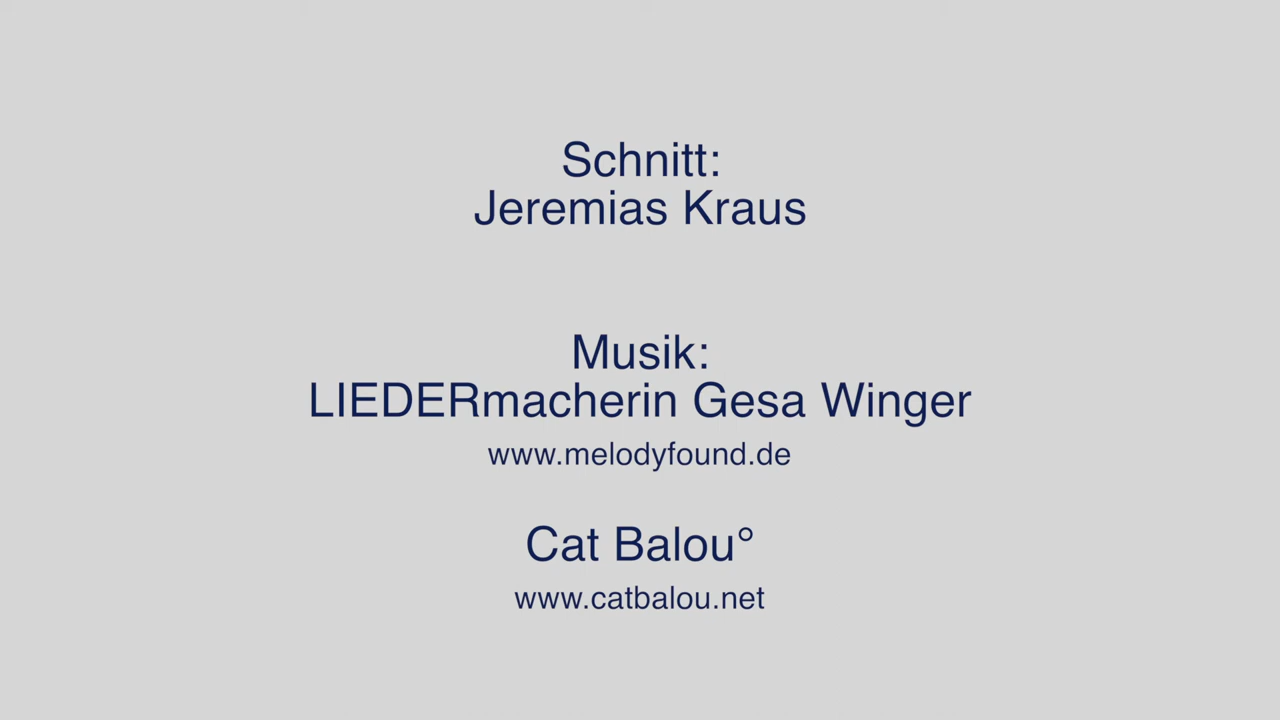 Schnitt:
Jeremias Kraus
Musik:
LIEDERmacherin Gesa Winger
www.melodyfound.de
Cat Balou°
www.catbalou.net